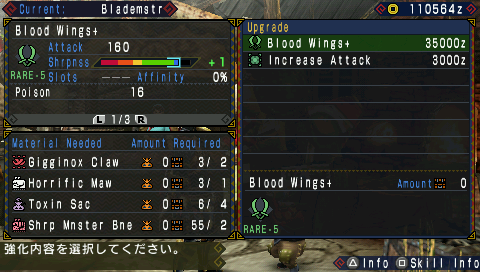 Current: Blademstr
110564z
Blood Wings+
Attack 160
Shrpnss +1
RARE-5
Slots --- Affinity 0%
Poison 16
L 1/3 R
Upgrade
Blood Wings+ 35000z
Increase Attack 3000z
Material Needed Amount Required
Gigginox Claw 0 3/ 2
Horrific Maw 0 3/ 1
Toxin Sac 0 6/ 4
Shrp Mnster Bne 0 55/ 2
Blood Wings+ Amount 0
RARE-5
強化内容を選択してください。
Info Skill Info